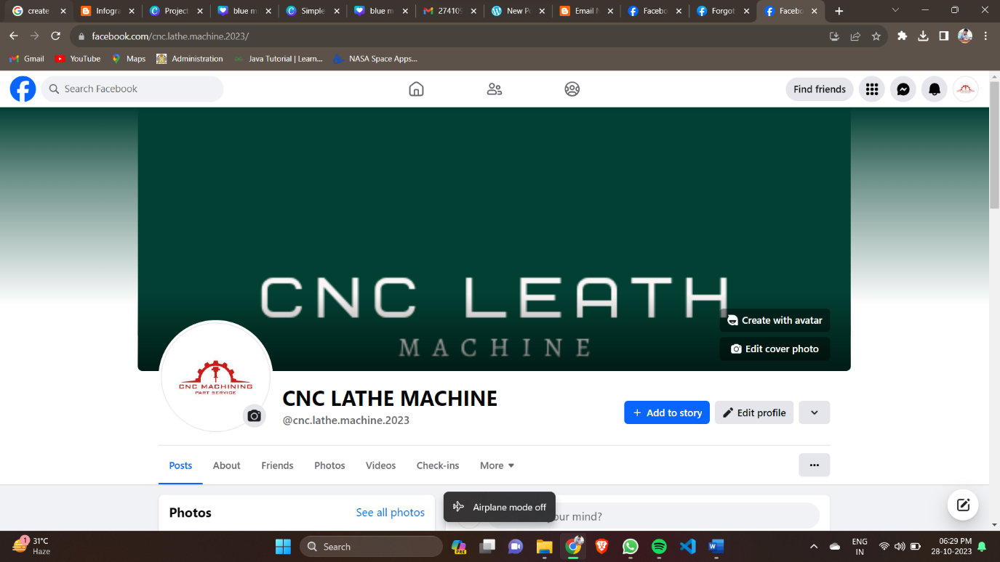 create
Infogra
Project
blue m
Simple
blue m
274109
New Po
Email M
Facebo
Forgot
Facebo
facebook.com/cnc.lathe.machine.2023/
Gmail
YouTube
Maps
Administration
Java Tutorial | Learn...
NASA Space Apps...
Search Facebook
Find friends
CNC LEATH
MACHINE
Create with avatar
Edit cover photo
CNC MACHINING
PART SERVICE
CNC LATHE MACHINE
@cnc.lathe.machine.2023
Add to story
Edit profile
Posts
About
Friends
Photos
Videos
Check-ins
More
Photos
See all photos
your mind?
Airplane mode off
1
31°C
Haze
Search
PRE
ENG
IN
06:29 PM
28-10-2023